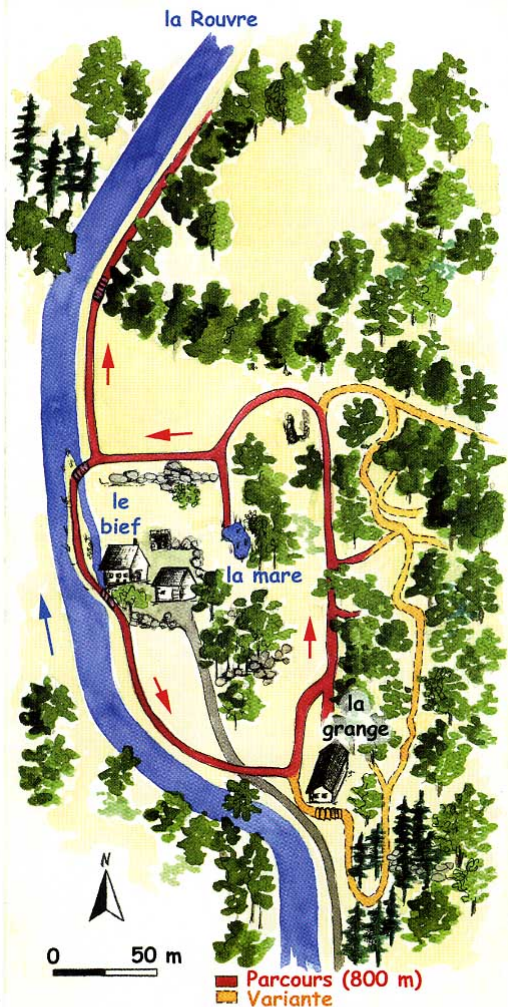 la Rouvre
le
bief
la mare
la
grange
N
0 50 m
Parcours (800 m)
Variante